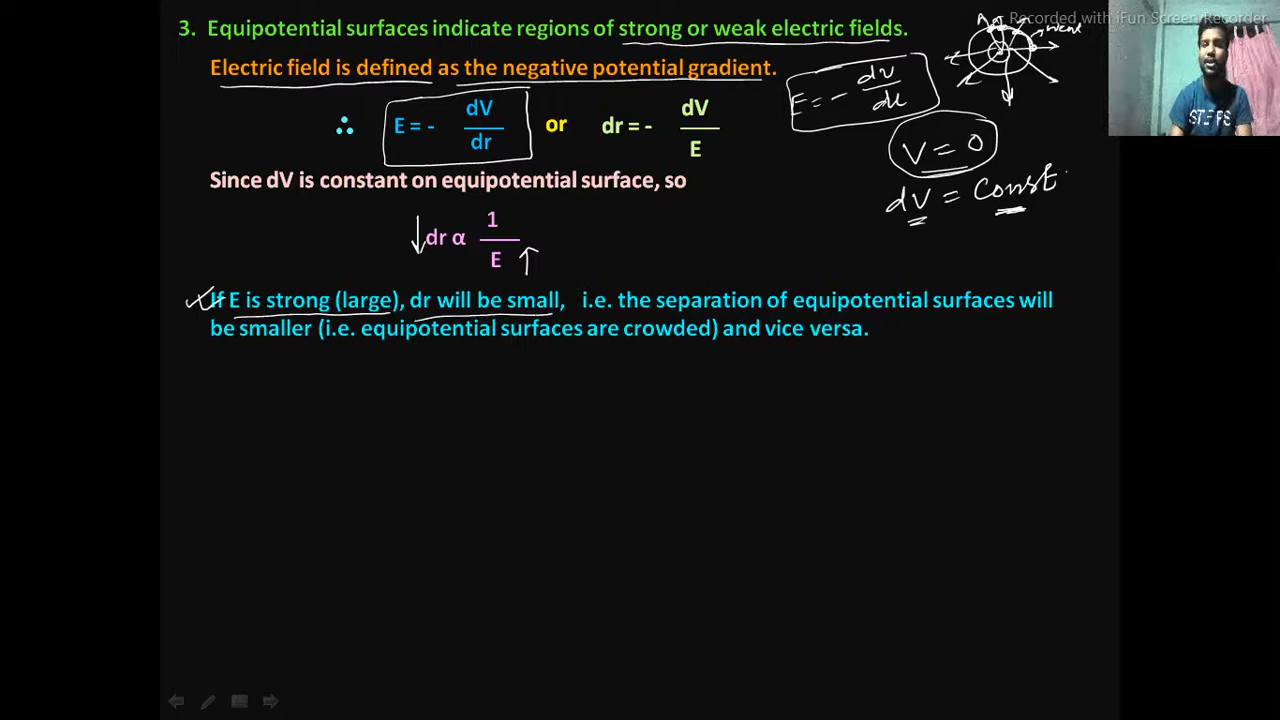 3. Equipotential surfaces indicate regions of strong or weak electric fields.
Recorded with iFun Screen Recorder
weak
Electric field is defined as the negative potential gradient.
∴ E = - dV/dr or dr = - dV/E
E = - dv/dr
V = 0
Since dV is constant on equipotential surface, so
dV = Const
dr α 1/E
If E is strong (large), dr will be small, i.e. the separation of equipotential surfaces will
be smaller (i.e. equipotential surfaces are crowded) and vice versa.